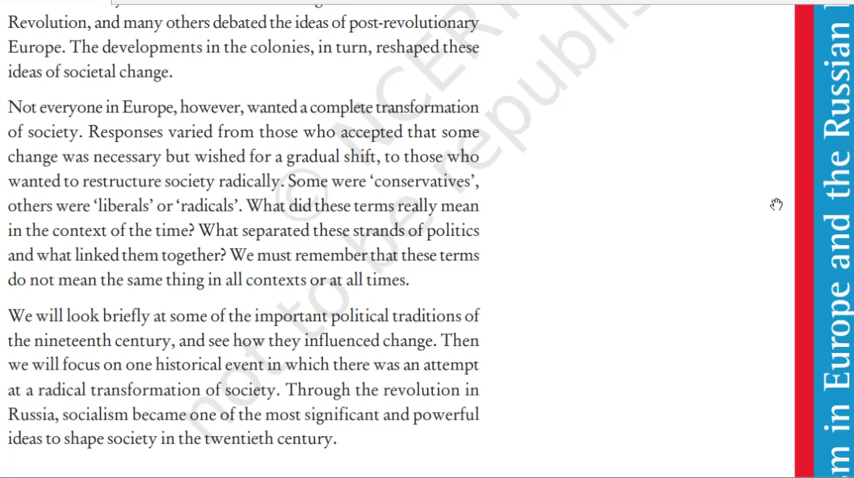 Revolution, and many others debated the ideas of post-revolutionary
Europe. The developments in the colonies, in turn, reshaped these
ideas of societal change.
Not everyone in Europe, however, wanted a complete transformation
of society. Responses varied from those who accepted that some
change was necessary but wished for a gradual shift, to those who
wanted to restructure society radically. Some were ‘conservatives’,
others were ‘liberals’ or ‘radicals’. What did these terms really mean
in the context of the time? What separated these strands of politics
and what linked them together? We must remember that these terms
do not mean the same thing in all contexts or at all times.
We will look briefly at some of the important political traditions of
the nineteenth century, and see how they influenced change. Then
we will focus on one historical event in which there was an attempt
at a radical transformation of society. Through the revolution in
Russia, socialism became one of the most significant and powerful
ideas to shape society in the twentieth century.
© NCERT
not to be republis
m in Europe and the Russian